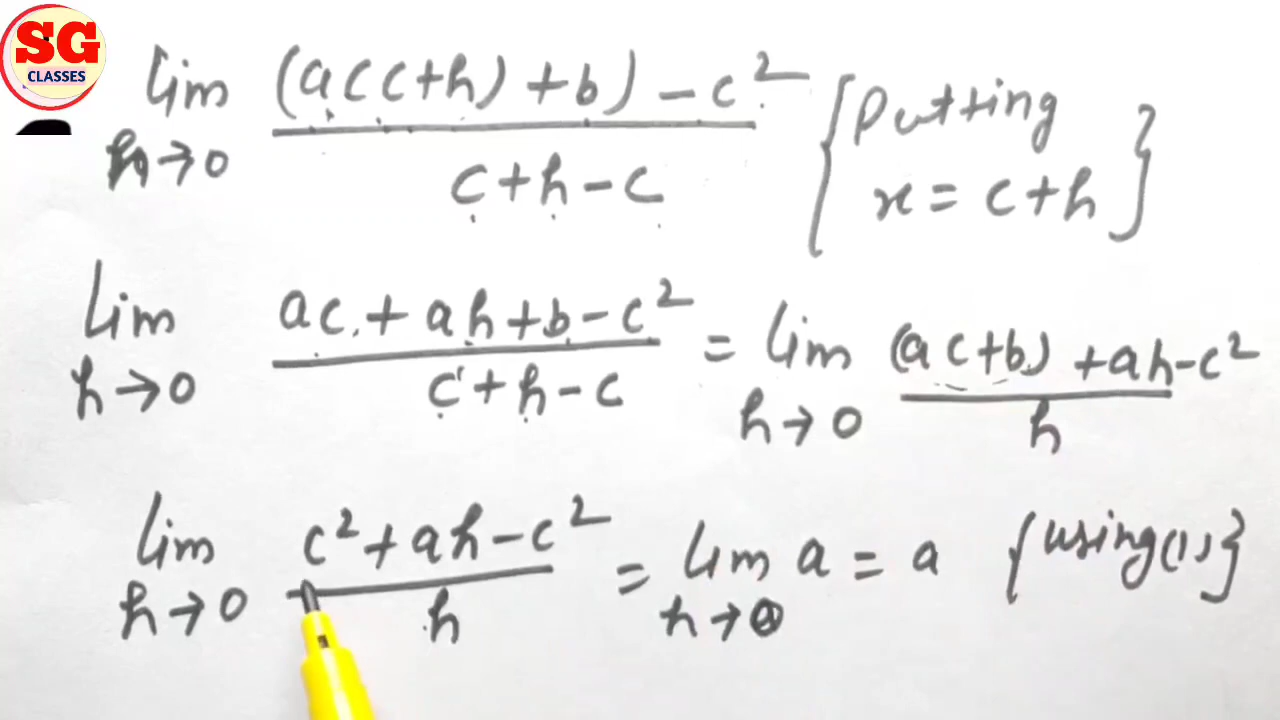 SG
CLASSES
lim h→0 (a(c+h)+b) - c² / c+h-c {Putting x = c+h}
lim h→0 ac + ah + b - c² / c+h-c = lim h→0 (ac+b) + ah - c² / h
lim h→0 c² + ah - c² / h = lim h→0 a = a {using (1)}